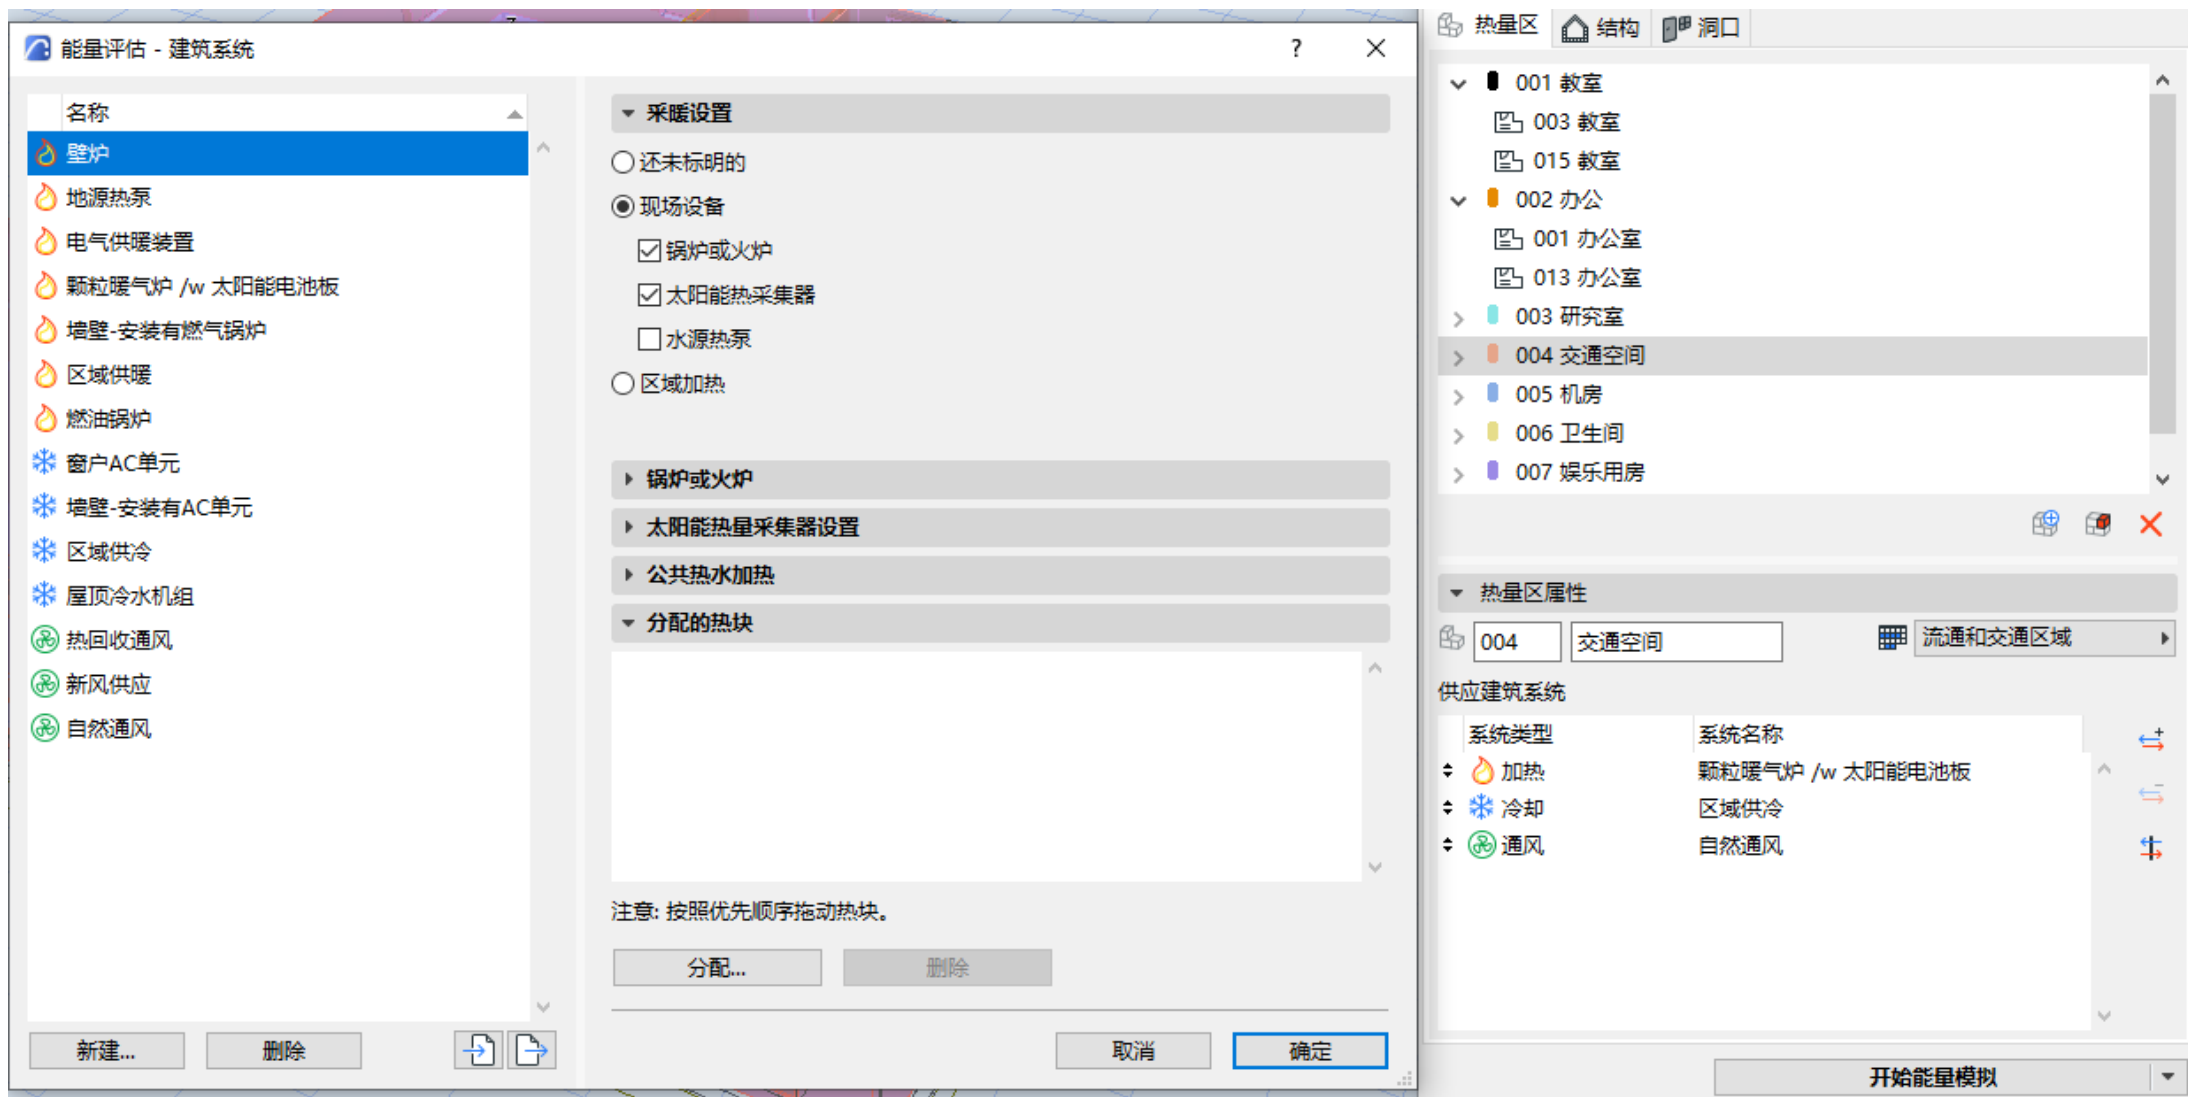 能量评估 - 建筑系统
?
名称
壁炉
地源热泵
电气供暖装置
颗粒暖气炉 /w 太阳能电池板
墙壁-安装有燃气锅炉
区域供暖
燃油锅炉
窗户AC单元
墙壁-安装有AC单元
区域供冷
屋顶冷水机组
热回收通风
新风供应
自然通风
新建...
删除
采暖设置
还未标明的
现场设备
锅炉或火炉
太阳能热采集器
水源热泵
区域加热
锅炉或火炉
太阳能热量采集器设置
公共热水加热
分配的热块
注意: 按照优先顺序拖动热块。
分配...
删除
取消
确定
热量区
结构
洞口
001 教室
003 教室
015 教室
002 办公
001 办公室
013 办公室
003 研究室
004 交通空间
005 机房
006 卫生间
007 娱乐用房
热量区属性
004
交通空间
流通和交通区域
供应建筑系统
系统类型
系统名称
加热
颗粒暖气炉 /w 太阳能电池板
冷却
区域供冷
通风
自然通风
开始能量模拟